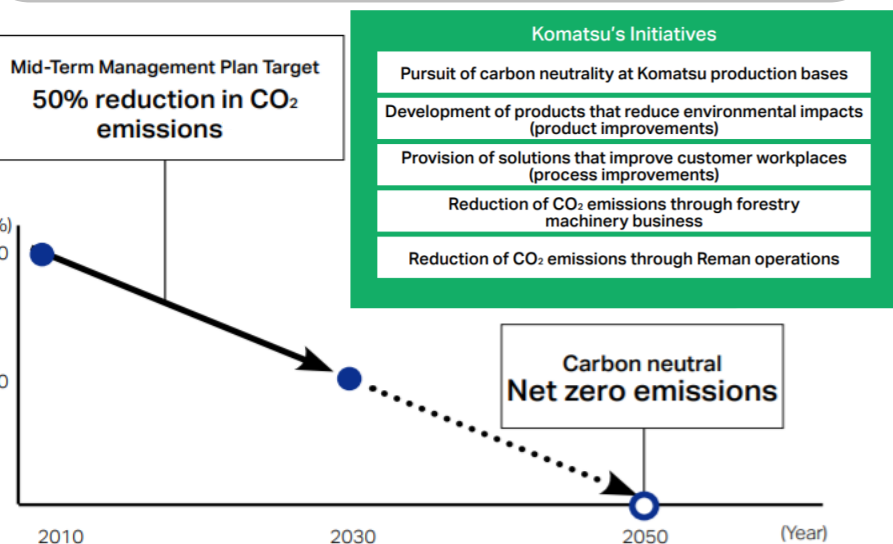 Komatsu's Initiatives
Pursuit of carbon neutrality at Komatsu production bases
Development of products that reduce environmental impacts
(product improvements)
Provision of solutions that improve customer workplaces
(process improvements)
Reduction of CO₂ emissions through forestry
machinery business
Reduction of CO₂ emissions through Reman operations
Mid-Term Management Plan Target
50% reduction in CO₂
emissions
%)
0
0
Carbon neutral
Net zero emissions
2010
2030
2050
(Year)